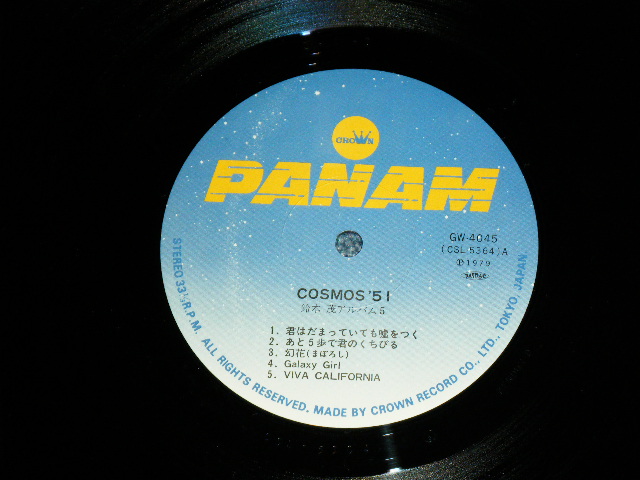 CROWN
PANAM
GW-4045
(CSL 5364) A
Ⓟ1979
COSMOS '51
鈴木 茂アルバム5
1. 君はだまっていても嘘をつく
2. あと5歩で君のくちびる
3. 幻花(まぼろし)
4. Galaxy Girl
5. VIVA CALIFORNIA
STEREO 33⅓R.P.M. ALL RIGHTS RESERVED. MADE BY CROWN RECORD CO., LTD., TOKYO, JAPAN